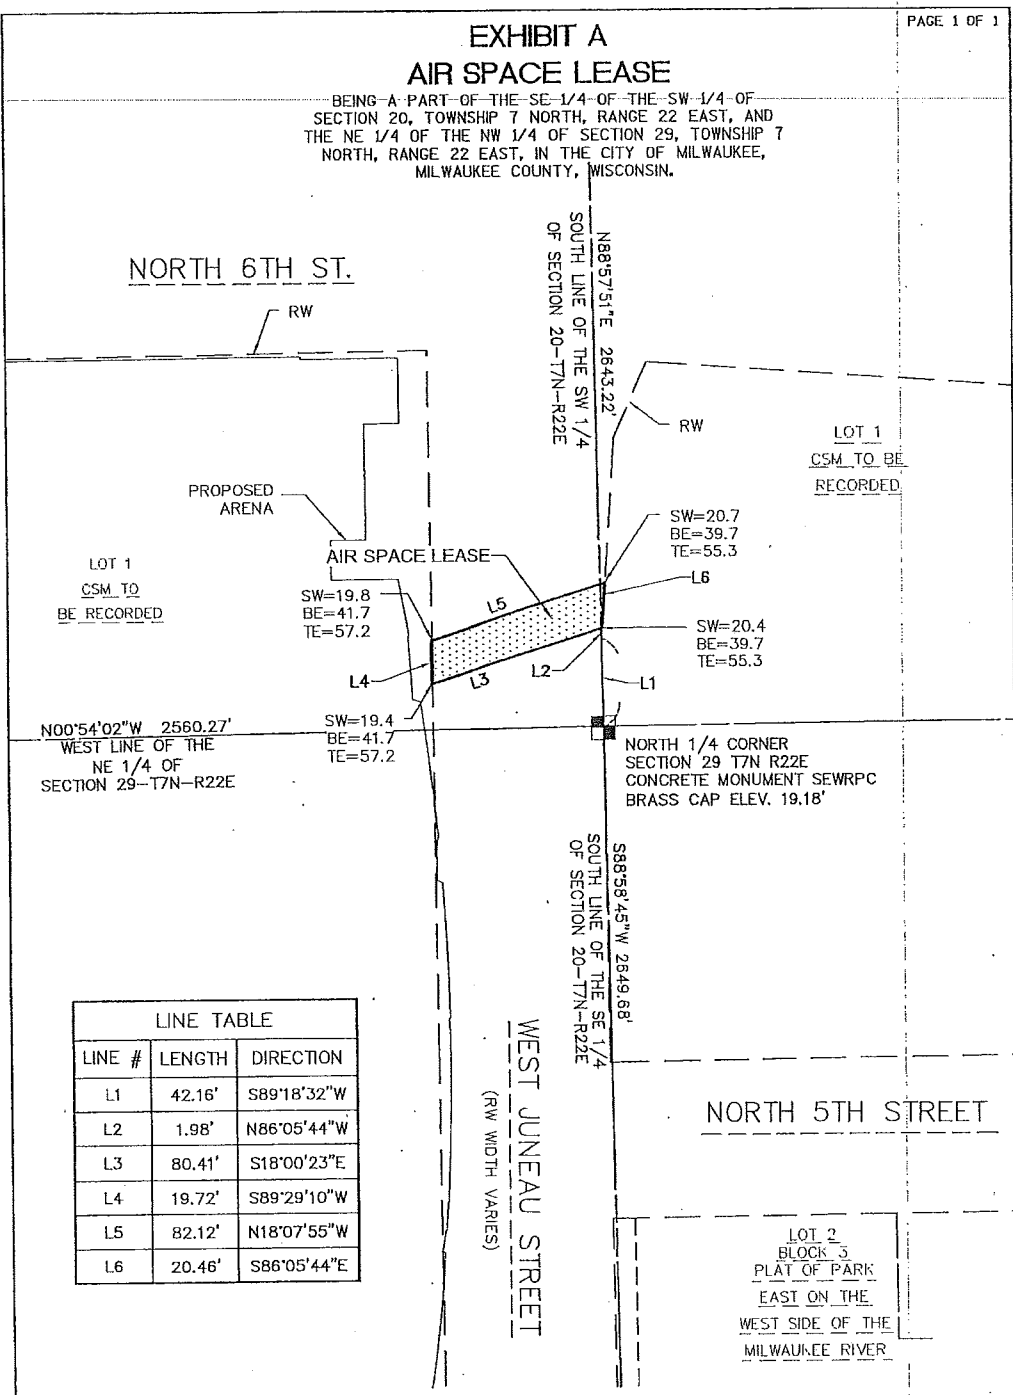 PAGE 1 OF 1
EXHIBIT A
AIR SPACE LEASE
BEING A PART OF THE SE 1/4 OF THE SW 1/4 OF
SECTION 20, TOWNSHIP 7 NORTH, RANGE 22 EAST, AND
THE NE 1/4 OF THE NW 1/4 OF SECTION 29, TOWNSHIP 7
NORTH, RANGE 22 EAST, IN THE CITY OF MILWAUKEE,
MILWAUKEE COUNTY, WISCONSIN.
NORTH 6TH ST.
RW
N88°57'51"E 2643.22'
SOUTH LINE OF THE SW 1/4
OF SECTION 20-T7N-R22E
RW
LOT 1
CSM TO BE
RECORDED
PROPOSED
ARENA
AIR SPACE LEASE
SW=20.7
BE=39.7
TE=55.3
LOT 1
CSM TO
BE RECORDED
SW=19.8
BE=41.7
TE=57.2
L5
L6
SW=20.4
BE=39.7
TE=55.3
L4
L3
L2
L1
SW=19.4
BE=41.7
TE=57.2
N00°54'02"W 2560.27'
WEST LINE OF THE
NE 1/4 OF
SECTION 29-T7N-R22E
NORTH 1/4 CORNER
SECTION 29 T7N R22E
CONCRETE MONUMENT SEWRPC
BRASS CAP ELEV. 19.18'
S88°58'45"W 2649.68'
SOUTH LINE OF THE SE 1/4
OF SECTION 20-T7N-R22E
LINE TABLE
LINE # LENGTH DIRECTION
L1 42.16' S89°18'32"W
L2 1.98' N86°05'44"W
L3 80.41' S18°00'23"E
L4 19.72' S89°29'10"W
L5 82.12' N18°07'55"W
L6 20.46' S86°05'44"E
WEST JUNEAU STREET
(RW WIDTH VARIES)
NORTH 5TH STREET
LOT 2
BLOCK 3
PLAT OF PARK
EAST ON THE
WEST SIDE OF THE
MILWAUKEE RIVER